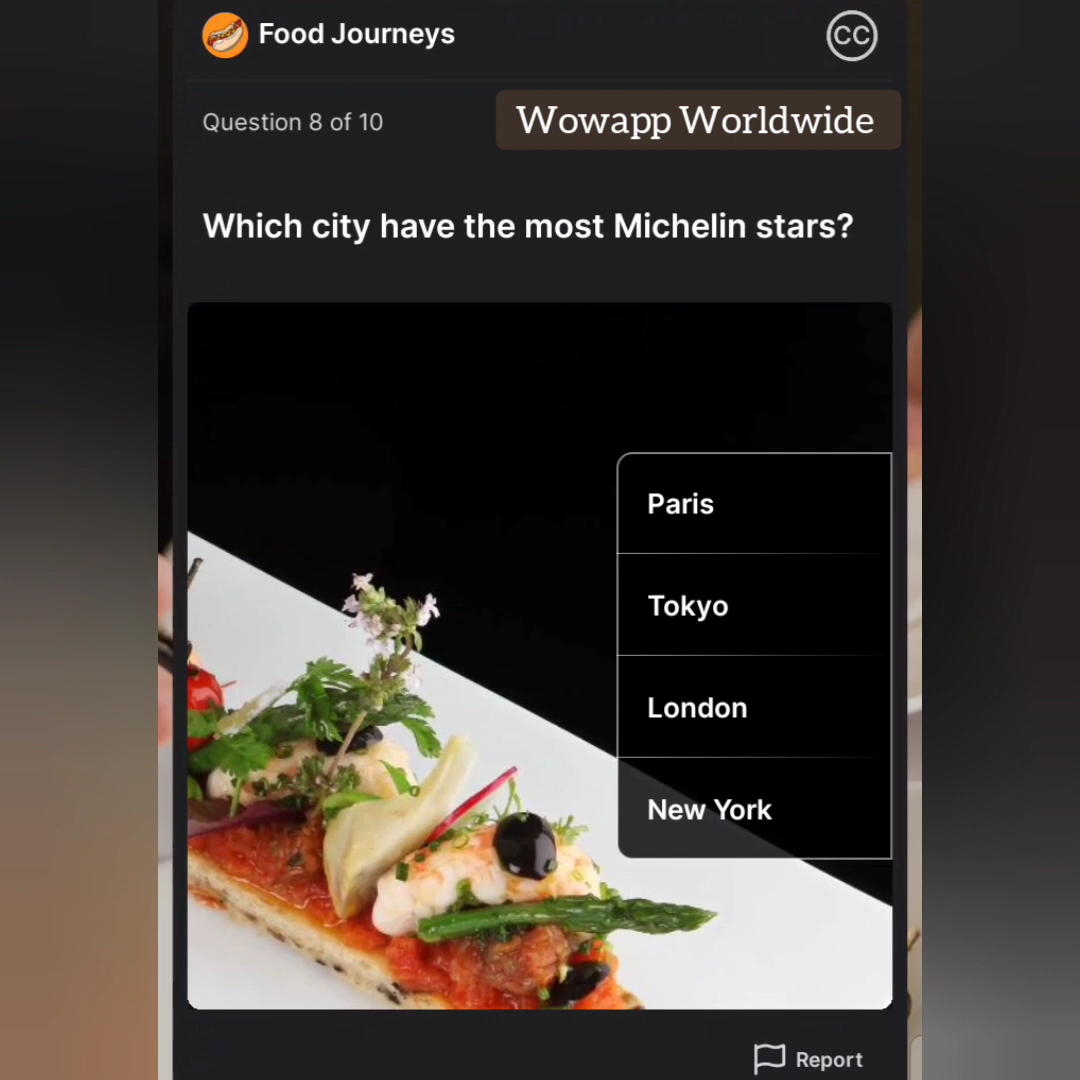 Food Journeys
CC
Question 8 of 10
Wowapp Worldwide
Which city have the most Michelin stars?
Paris
Tokyo
London
New York
Report